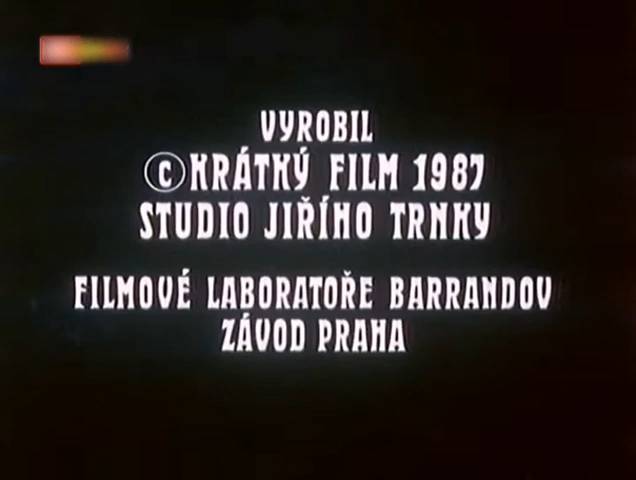 VYROBIL
© KRÁTKÝ FILM 1987
STUDIO JIŘÍHO TRNKY
FILMOVÉ LABORATOŘE BARRANDOV
ZÁVOD PRAHA